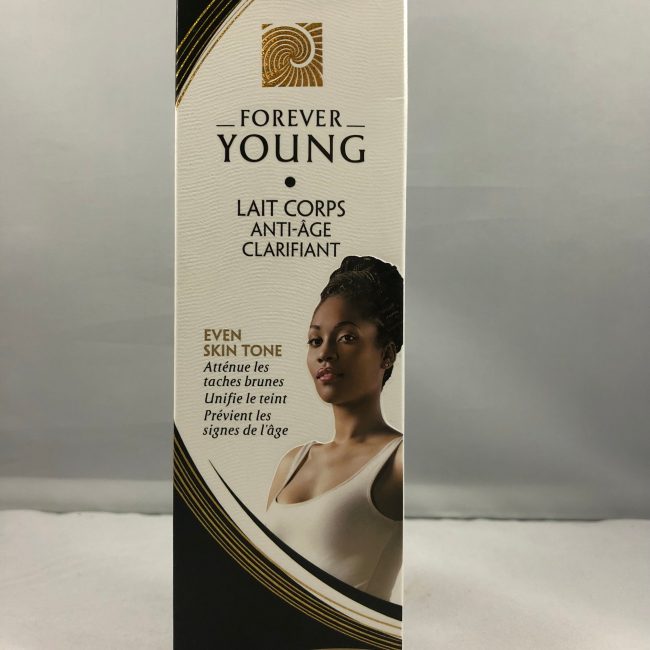 FOREVER
YOUNG
LAIT CORPS
ANTI-ÂGE
CLARIFIANT
EVEN
SKIN TONE
Atténue les
taches brunes
Unifie le teint
Prévient les
signes de l'âge